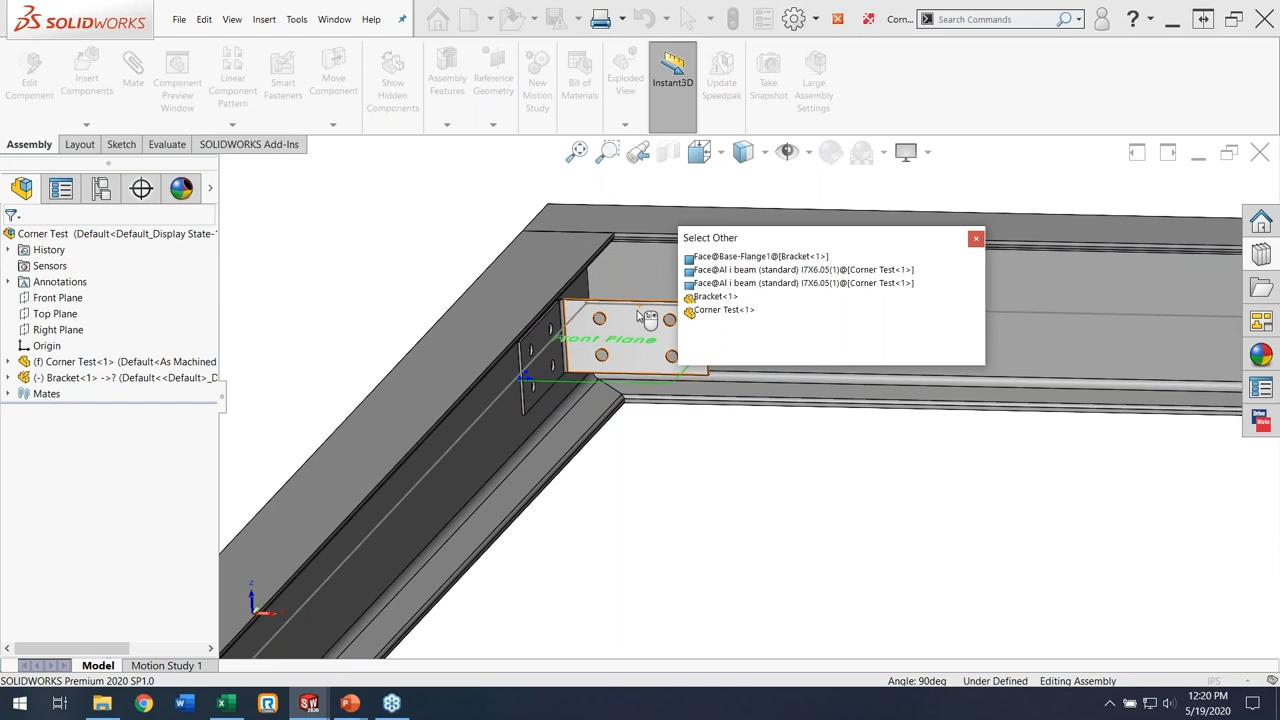 SOLIDWORKS
File Edit View Insert Tools Window Help
Corn...
Search Commands
Edit Component
Insert Components
Mate
Component Preview Window
Linear Component Pattern
Smart Fasteners
Move Component
Show Hidden Components
Assembly Features
Reference Geometry
New Motion Study
Bill of Materials
Exploded View
Instant3D
Update Speedpak
Take Snapshot
Large Assembly Settings
Assembly Layout Sketch Evaluate SOLIDWORKS Add-Ins
Corner Test (Default<Default_Display State-
History
Sensors
Annotations
Front Plane
Top Plane
Right Plane
Origin
(f) Corner Test<1> (Default<As Machined
(-) Bracket<1> ->? (Default<<Default>_D
Mates
Select Other
Face@Base-Flange1@[Bracket<1>]
Face@Al i beam (standard) I7X6.05(1)@[Corner Test<1>]
Face@Al i beam (standard) I7X6.05(1)@[Corner Test<1>]
Bracket<1>
Corner Test<1>
Front Plane
z
Model Motion Study 1
SOLIDWORKS Premium 2020 SP1.0
Angle: 90deg Under Defined Editing Assembly IPS
12:20 PM
5/19/2020